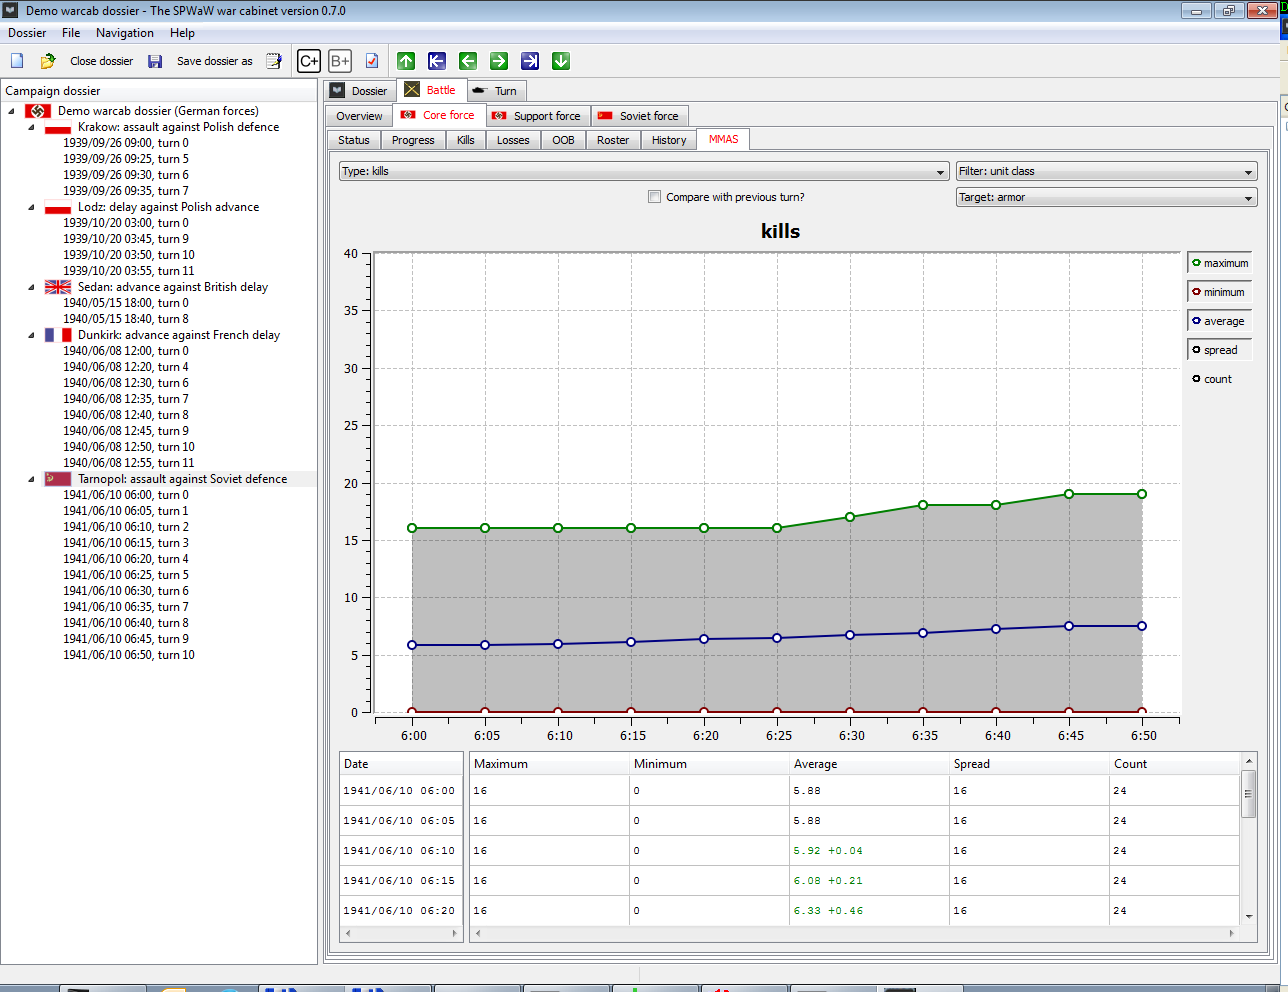 Demo warcab dossier - The SPWaW war cabinet version 0.7.0
Dossier File Navigation Help
Close dossier Save dossier as C+ B+
Campaign dossier
Demo warcab dossier (German forces)
Krakow: assault against Polish defence
1939/09/26 09:00, turn 0
1939/09/26 09:25, turn 5
1939/09/26 09:30, turn 6
1939/09/26 09:35, turn 7
Lodz: delay against Polish advance
1939/10/20 03:00, turn 0
1939/10/20 03:45, turn 9
1939/10/20 03:50, turn 10
1939/10/20 03:55, turn 11
Sedan: advance against British delay
1940/05/15 18:00, turn 0
1940/05/15 18:40, turn 8
Dunkirk: advance against French delay
1940/06/08 12:00, turn 0
1940/06/08 12:20, turn 4
1940/06/08 12:30, turn 6
1940/06/08 12:35, turn 7
1940/06/08 12:40, turn 8
1940/06/08 12:45, turn 9
1940/06/08 12:50, turn 10
1940/06/08 12:55, turn 11
Tarnopol: assault against Soviet defence
1941/06/10 06:00, turn 0
1941/06/10 06:05, turn 1
1941/06/10 06:10, turn 2
1941/06/10 06:15, turn 3
1941/06/10 06:20, turn 4
1941/06/10 06:25, turn 5
1941/06/10 06:30, turn 6
1941/06/10 06:35, turn 7
1941/06/10 06:40, turn 8
1941/06/10 06:45, turn 9
1941/06/10 06:50, turn 10
Dossier Battle Turn
Overview Core force Support force Soviet force
Status Progress Kills Losses OOB Roster History MMAS
Type: kills Filter: unit class
Compare with previous turn? Target: armor
kills
40
35
30
25
20
15
10
5
0
6:00 6:05 6:10 6:15 6:20 6:25 6:30 6:35 6:40 6:45 6:50
maximum
minimum
average
spread
count
Date Maximum Minimum Average Spread Count
1941/06/10 06:00 16 0 5.88 16 24
1941/06/10 06:05 16 0 5.88 16 24
1941/06/10 06:10 16 0 5.92 +0.04 16 24
1941/06/10 06:15 16 0 6.08 +0.21 16 24
1941/06/10 06:20 16 0 6.33 +0.46 16 24